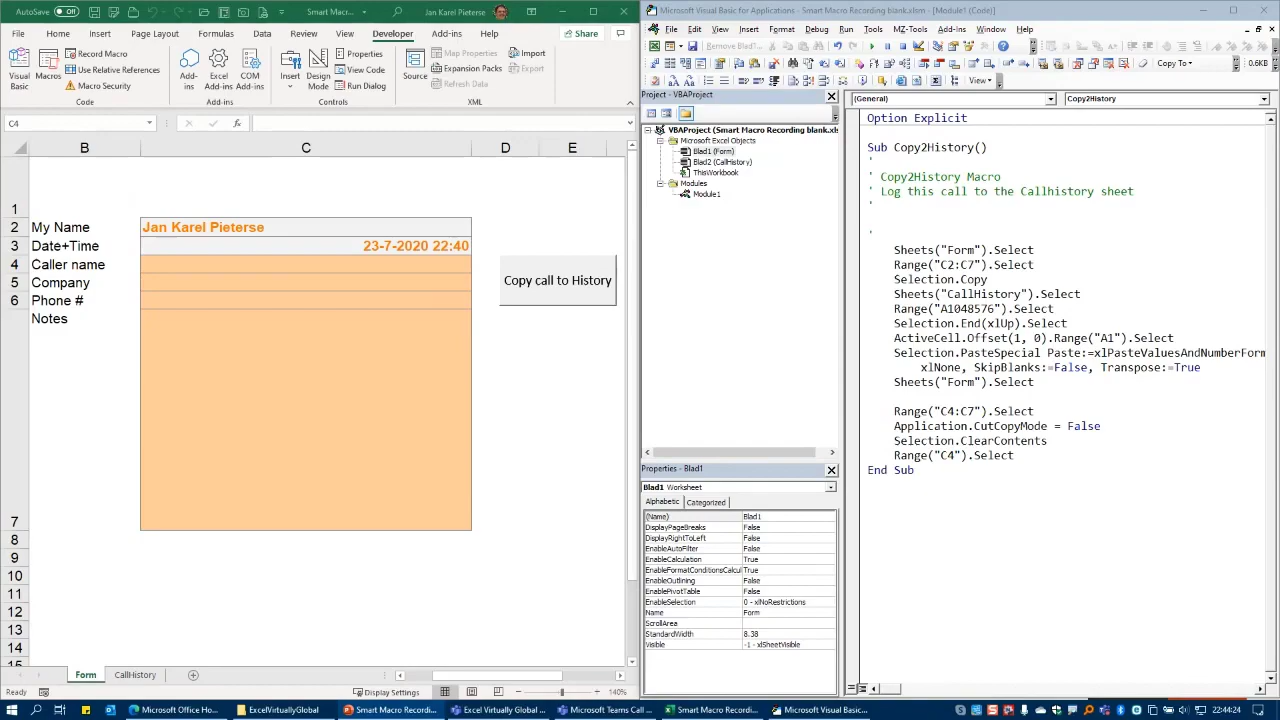 AutoSave Off
Smart Mac...
Jan Karel Pieterse
File Home Insert Page Layout Formulas Data Review View Developer Add-ins Help Share
Visual Basic
Macros
Record Macro
Use Relative References
Macro Security
Code
Add-ins
Excel Add-ins
COM Add-ins
Add-ins
Insert
Design Mode
Properties
View Code
Run Dialog
Controls
Source
Map Properties
Expansion Packs
Refresh Data
Import
Export
XML
C4
fx
B C D E
1
2 My Name Jan Karel Pieterse
3 Date+Time 23-7-2020 22:40
4 Caller name
5 Company
6 Phone #
Notes
Copy call to History
7
8
9
10
11
12
13
14
15
Form CallHistory
Ready Display Settings 140%
Microsoft Visual Basic for Applications - Smart Macro Recording blank.xlsm - [Module1 (Code)]
File Edit View Insert Format Debug Run Tools MZ-Tools Add-Ins Window Help
Remove Blan...
Copy To 0.6KB
View
Project - VBAProject
VBAProject (Smart Macro Recording blank.xls
Microsoft Excel Objects
Blad1 (Form)
Blad2 (CallHistory)
ThisWorkbook
Modules
Module1
Properties - Blad1
Blad1 Worksheet
Alphabetic Categorized
(Name) Blad1
DisplayPageBreaks False
DisplayRightToLeft False
EnableAutoFilter False
EnableCalculation True
EnableFormatConditionsCalcul True
EnableOutlining False
EnablePivotTable False
EnableSelection 0 - xlNoRestrictions
Name Form
ScrollArea
StandardWidth 8.38
Visible -1 - xlSheetVisible
(General) Copy2History
Option Explicit
Sub Copy2History()
'
' Copy2History Macro
' Log this call to the Callhistory sheet
'
'
Sheets("Form").Select
Range("C2:C7").Select
Selection.Copy
Sheets("CallHistory").Select
Range("A1048576").Select
Selection.End(xlUp).Select
ActiveCell.Offset(1, 0).Range("A1").Select
Selection.PasteSpecial Paste:=xlPasteValuesAndNumberForm
xlNone, SkipBlanks:=False, Transpose:=True
Sheets("Form").Select
Range("C4:C7").Select
Application.CutCopyMode = False
Selection.ClearContents
Range("C4").Select
End Sub
Microsoft Office Ho... ExcelVirtuallyGlobal Smart Macro Recordi... Excel Virtually Global ... Microsoft Teams Call ... Smart Macro Recordi... Microsoft Visual Basic... 22:44:24